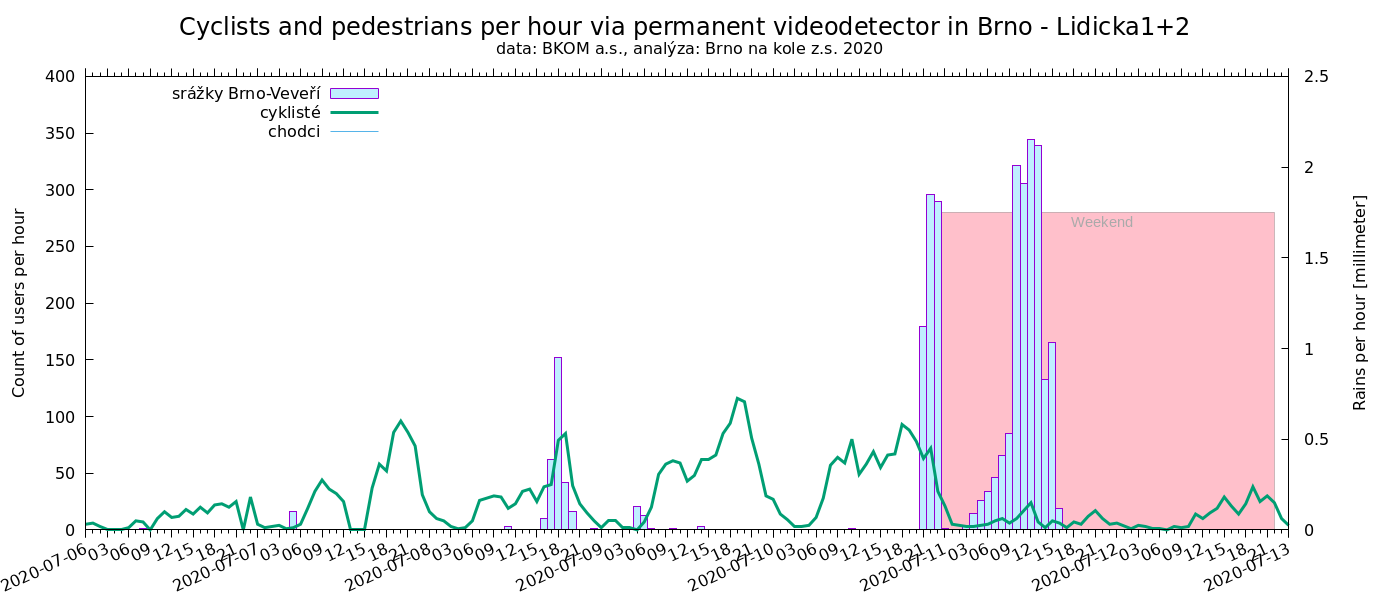 Cyclists and pedestrians per hour via permanent videodetector in Brno - Lidicka1+2
data: BKOM a.s., analýza: Brno na kole z.s. 2020
400
350
300
250
200
150
100
50
0
Count of users per hour
srážky Brno-Veveří
cyklisté
chodci
Weekend
2.5
2
1.5
1
0.5
0
Rains per hour [millimeter]
2020-07-06 03 06 09 12 15 18 21 2020-07-07 03 06 09 12 15 18 21 2020-07-08 03 06 09 12 15 18 21 2020-07-09 03 06 09 12 15 18 21 2020-07-10 03 06 09 12 15 18 21 2020-07-11 03 06 09 12 15 18 21 2020-07-12 03 06 09 12 15 18 21 2020-07-13